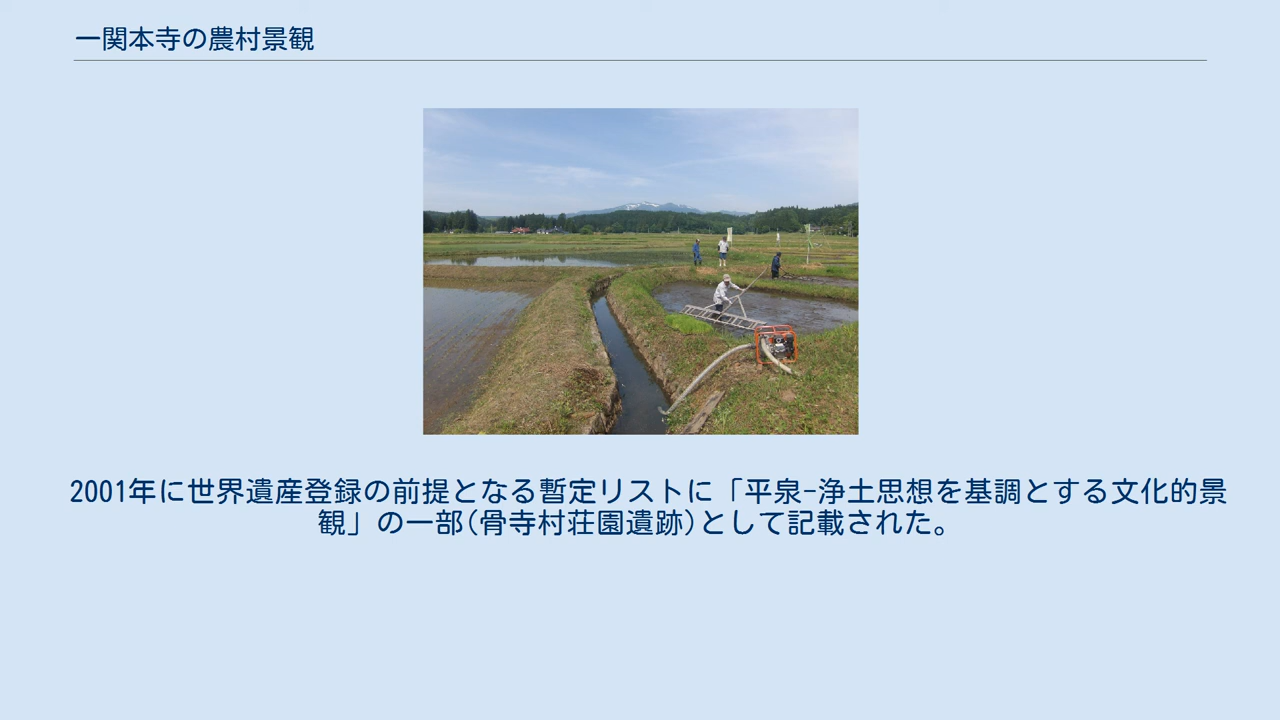 一関本寺の農村景観
2001年に世界遺産登録の前提となる暫定リストに「平泉-浄土思想を基調とする文化的景
観」の一部(骨寺村荘園遺跡)として記載された。